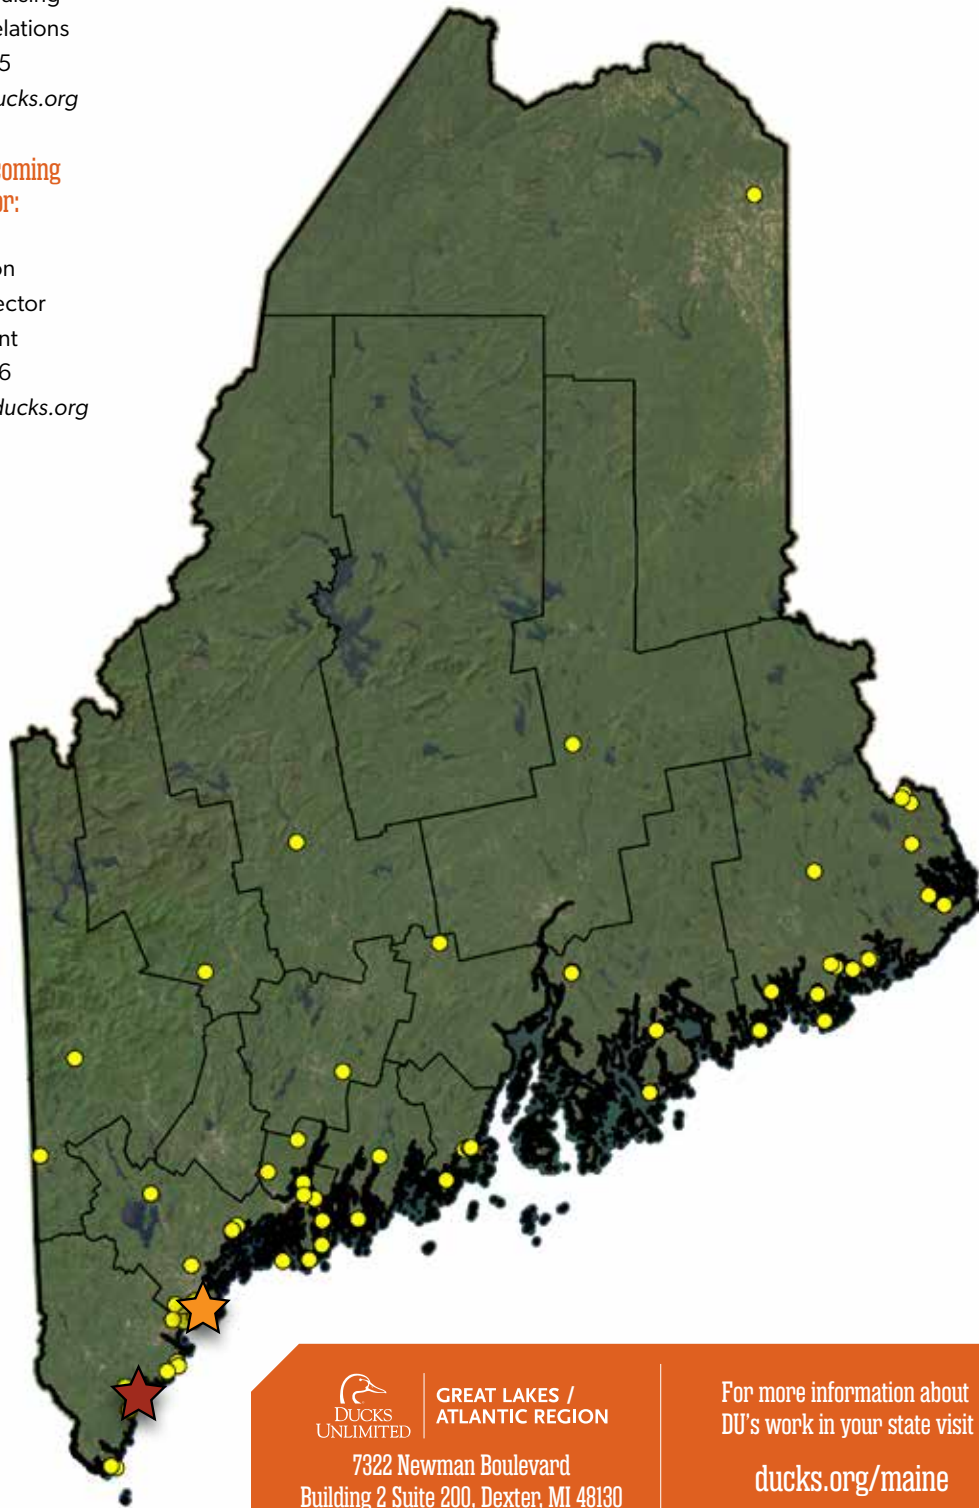 elations
5
ucks.org
coming
or:
on
ector
nt
6
ducks.org
DUCKS
UNLIMITED
GREAT LAKES /
ATLANTIC REGION
7322 Newman Boulevard
Building 2 Suite 200, Dexter, MI 48130
For more information about
DU's work in your state visit
ducks.org/maine